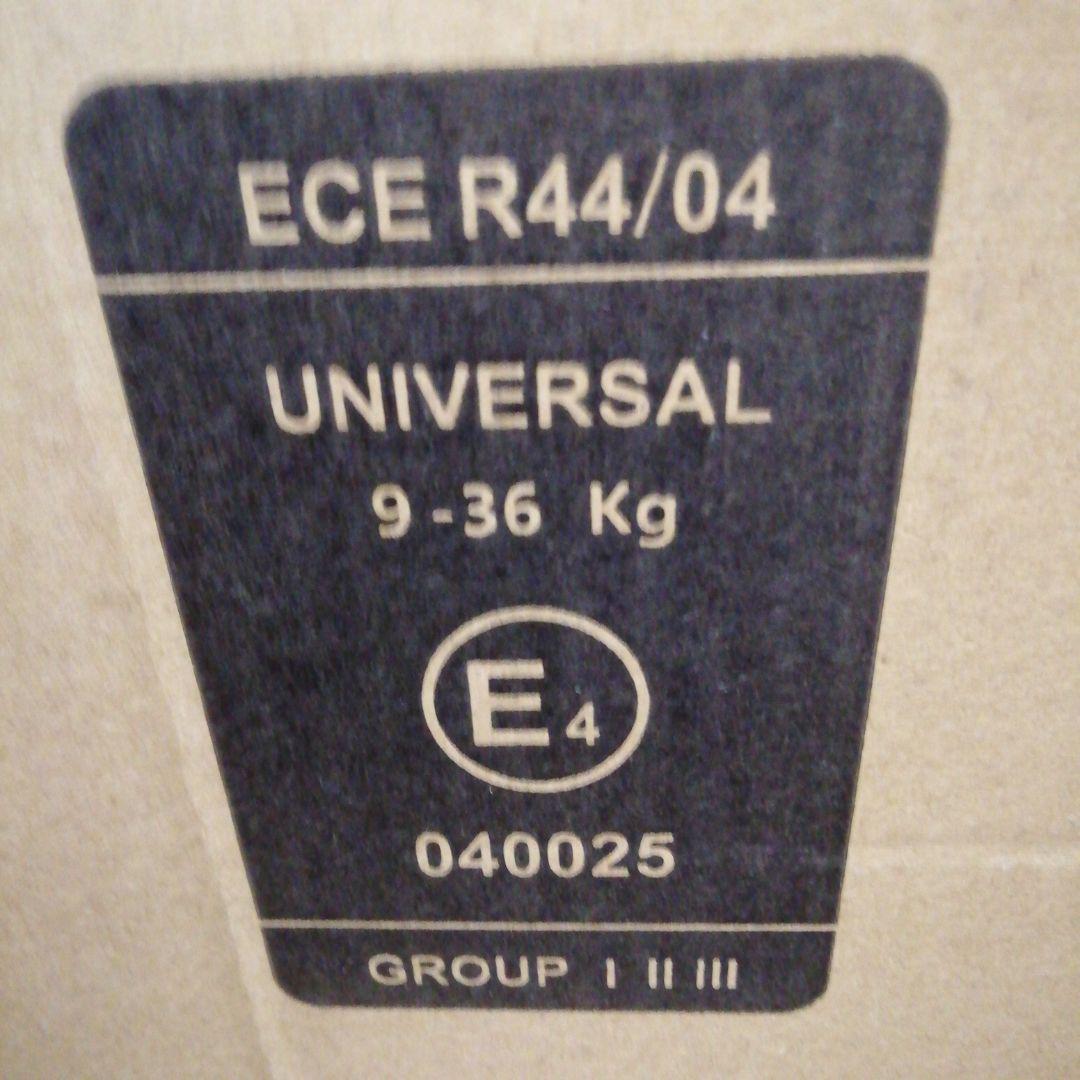 ECE R44/04
UNIVERSAL
9-36 Kg
E4
040025
GROUP I II III